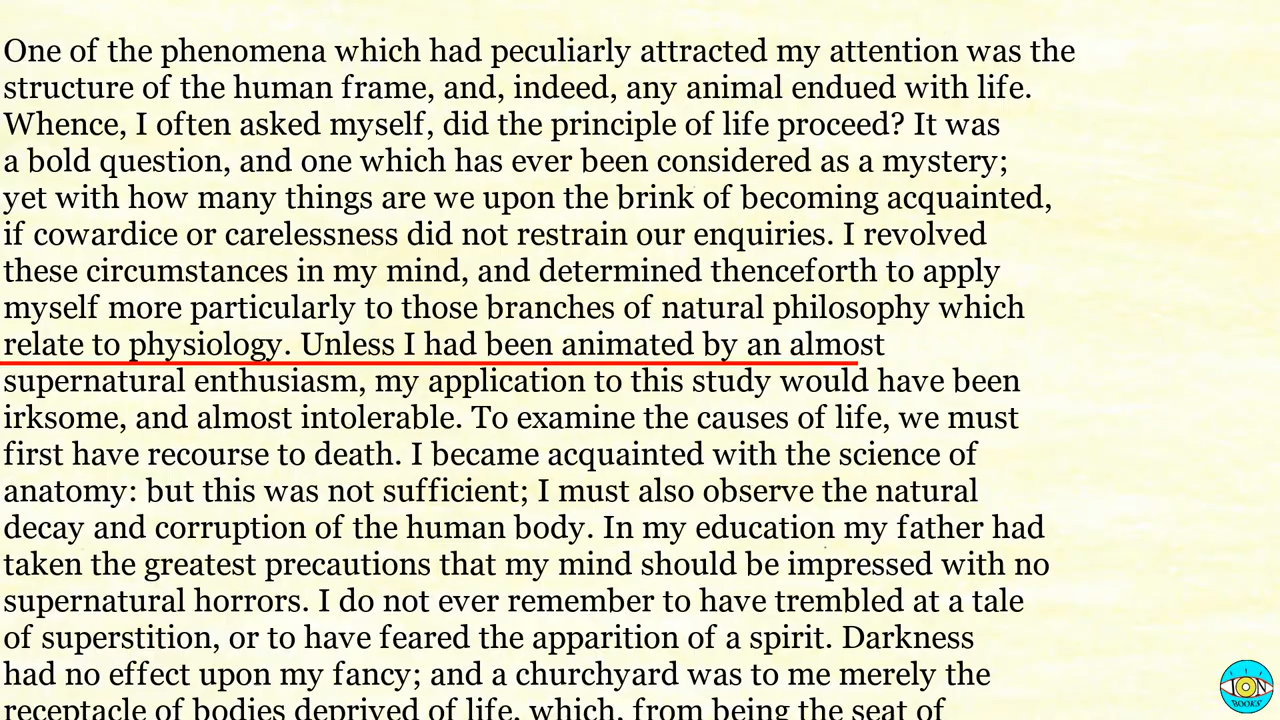 One of the phenomena which had peculiarly attracted my attention was the
structure of the human frame, and, indeed, any animal endued with life.
Whence, I often asked myself, did the principle of life proceed? It was
a bold question, and one which has ever been considered as a mystery;
yet with how many things are we upon the brink of becoming acquainted,
if cowardice or carelessness did not restrain our enquiries. I revolved
these circumstances in my mind, and determined thenceforth to apply
myself more particularly to those branches of natural philosophy which
relate to physiology. Unless I had been animated by an almost
supernatural enthusiasm, my application to this study would have been
irksome, and almost intolerable. To examine the causes of life, we must
first have recourse to death. I became acquainted with the science of
anatomy: but this was not sufficient; I must also observe the natural
decay and corruption of the human body. In my education my father had
taken the greatest precautions that my mind should be impressed with no
supernatural horrors. I do not ever remember to have trembled at a tale
of superstition, or to have feared the apparition of a spirit. Darkness
had no effect upon my fancy; and a churchyard was to me merely the
receptacle of bodies deprived of life, which, from being the seat of
ION
BOOKS